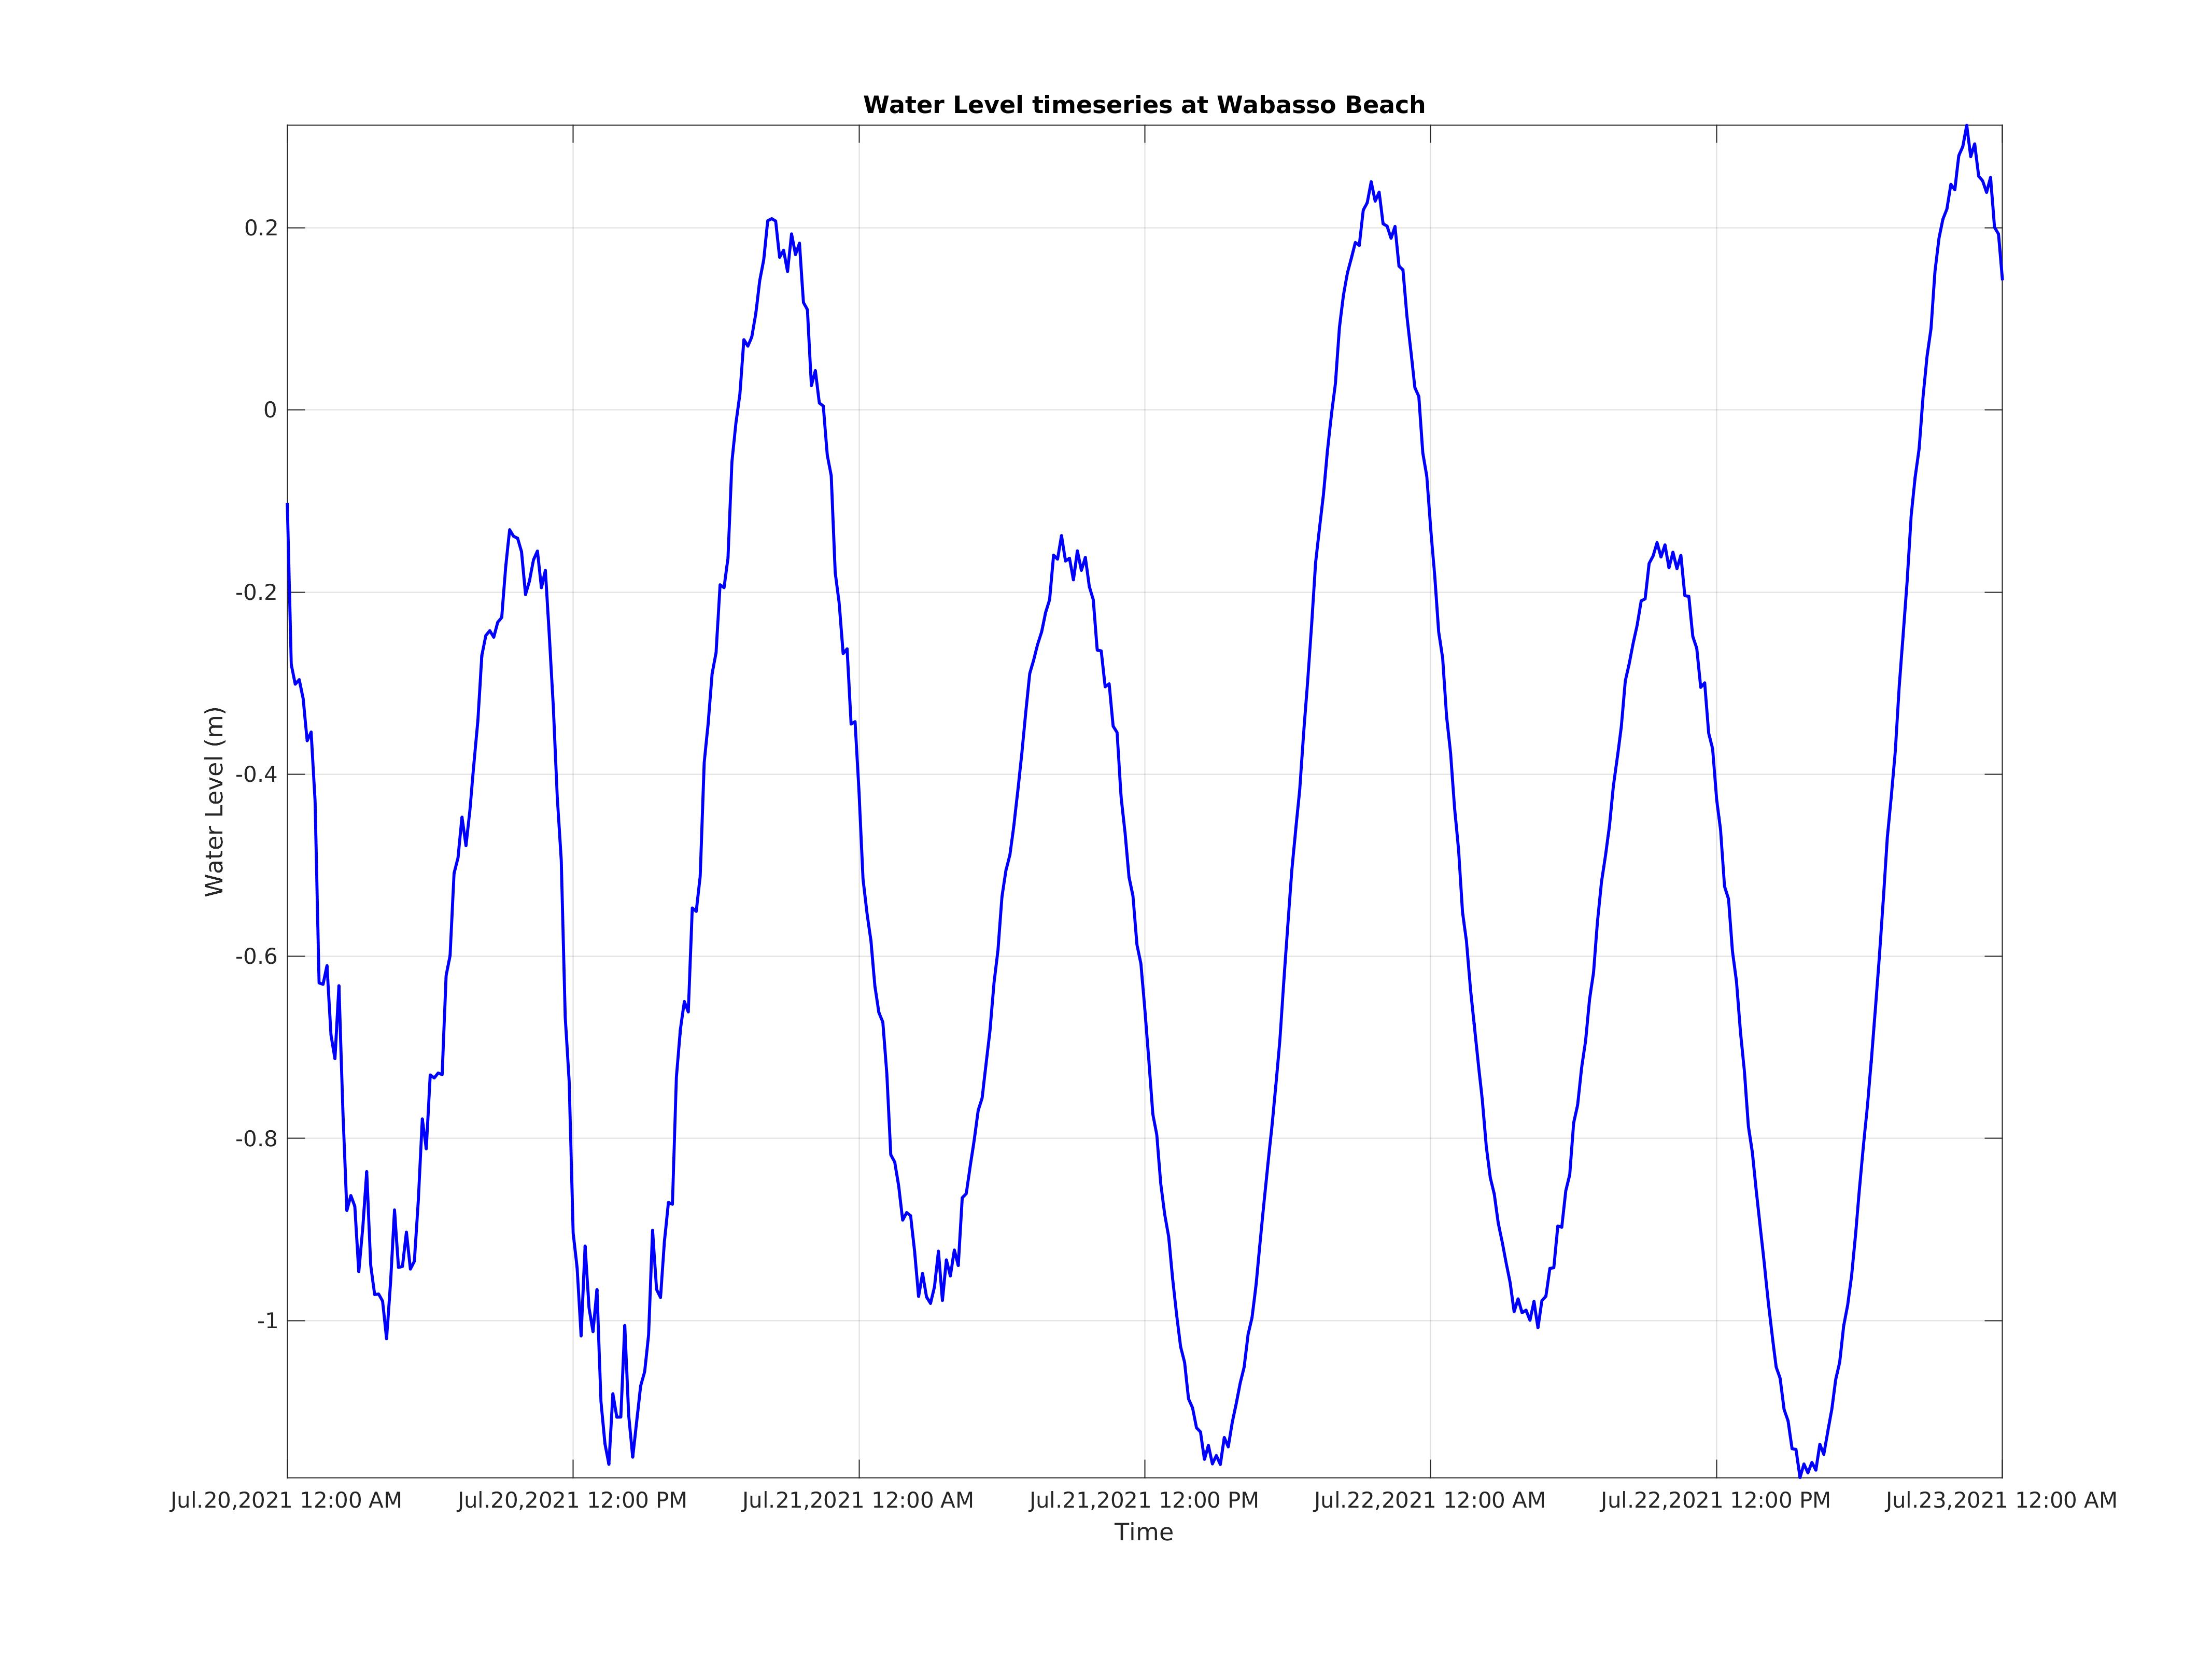 Water Level timeseries at Wabasso Beach
0.2
0
-0.2
-0.4
-0.6
-0.8
-1
Water Level (m)
Jul.20,2021 12:00 AM
Jul.20,2021 12:00 PM
Jul.21,2021 12:00 AM
Jul.21,2021 12:00 PM
Jul.22,2021 12:00 AM
Jul.22,2021 12:00 PM
Jul.23,2021 12:00 AM
Time